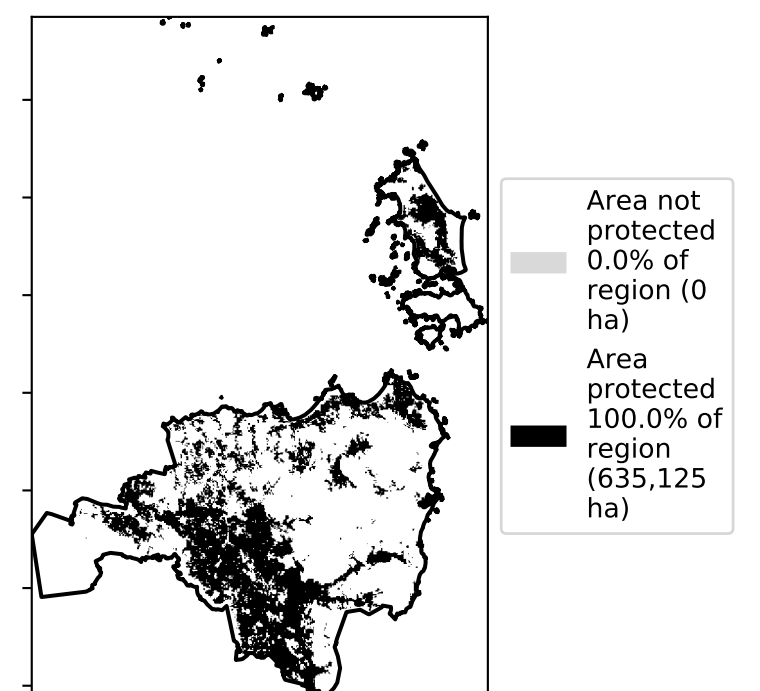 Area not
protected
0.0% of
region (0
ha)
Area
protected
100.0% of
region
(635,125
ha)